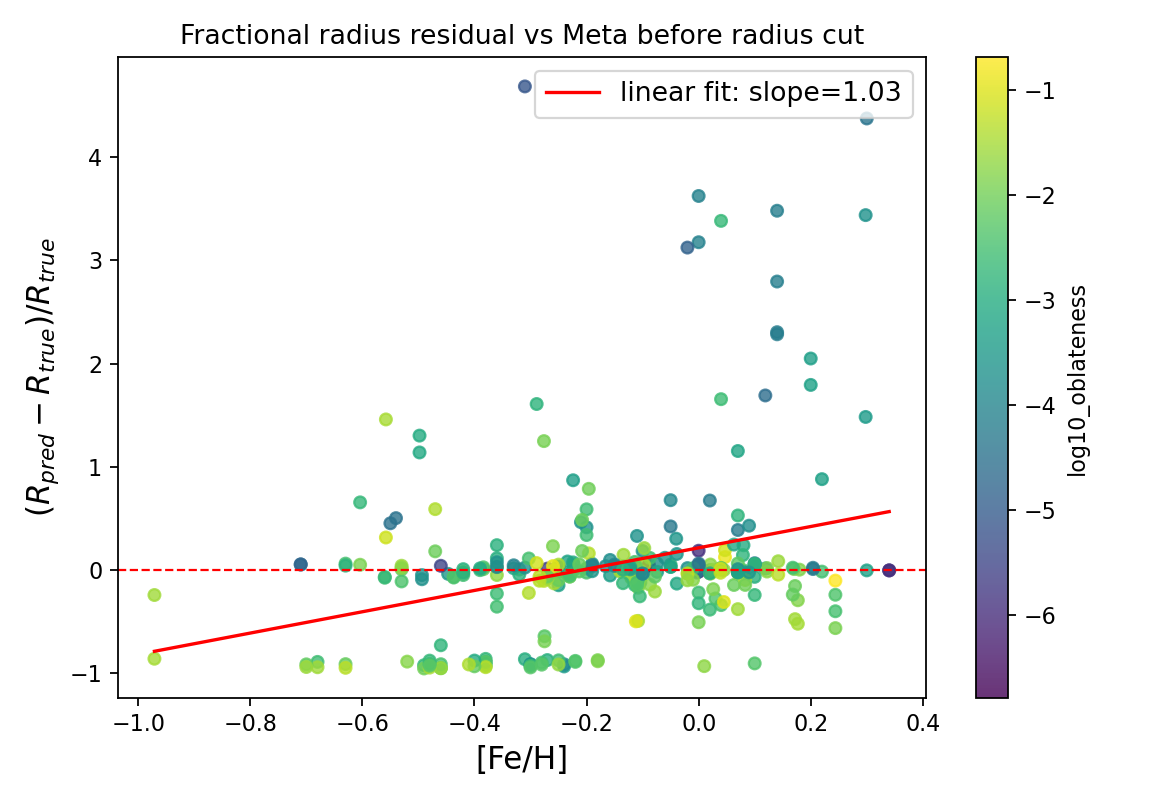 Fractional radius residual vs Meta before radius cut
linear fit: slope=1.03
(R_pred − R_true)/R_true
4
3
2
1
0
−1
−1.0 −0.8 −0.6 −0.4 −0.2 0.0 0.2 0.4
[Fe/H]
−1
−2
−3
−4
−5
−6
log10_oblateness